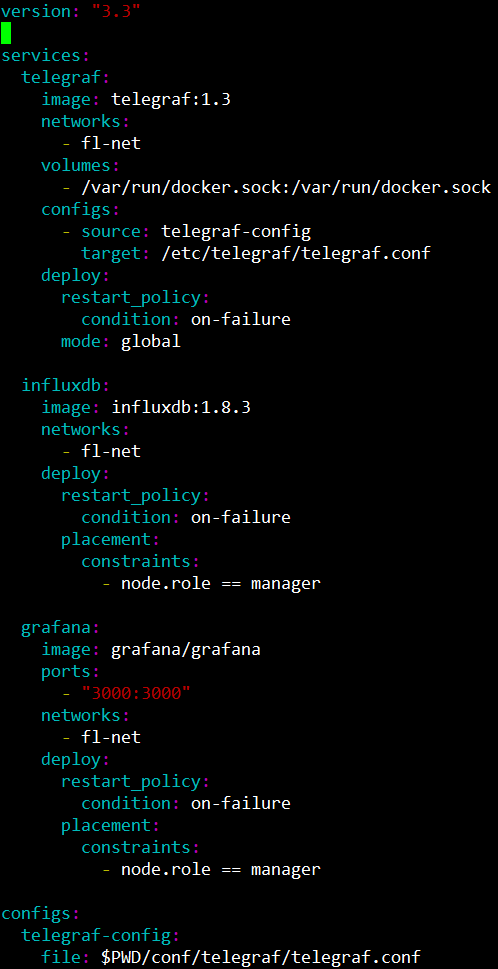 version: "3.3"
services:
  telegraf:
    image: telegraf:1.3
    networks:
      - fl-net
    volumes:
      - /var/run/docker.sock:/var/run/docker.sock
    configs:
      - source: telegraf-config
        target: /etc/telegraf/telegraf.conf
    deploy:
      restart_policy:
        condition: on-failure
      mode: global

  influxdb:
    image: influxdb:1.8.3
    networks:
      - fl-net
    deploy:
      restart_policy:
        condition: on-failure
      placement:
        constraints:
          - node.role == manager

  grafana:
    image: grafana/grafana
    ports:
      - "3000:3000"
    networks:
      - fl-net
    deploy:
      restart_policy:
        condition: on-failure
      placement:
        constraints:
          - node.role == manager

configs:
  telegraf-config:
    file: $PWD/conf/telegraf/telegraf.conf